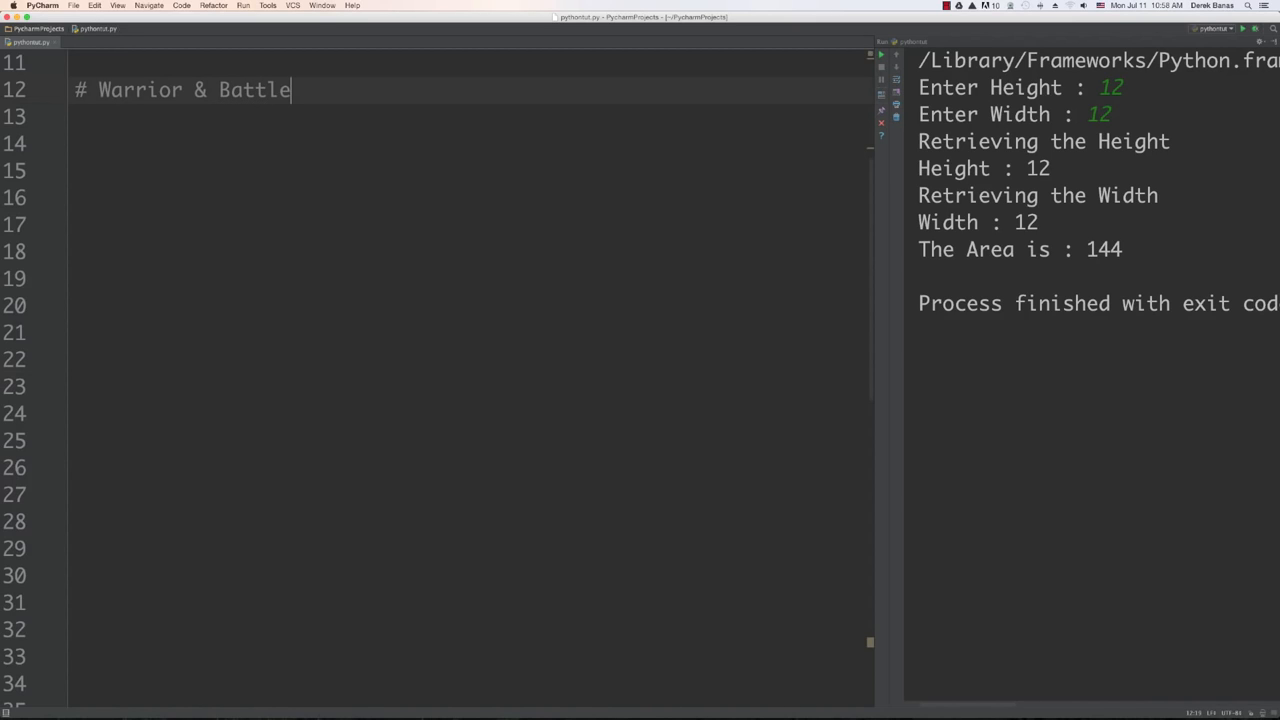 PyCharm File Edit View Navigate Code Refactor Run Tools VCS Window Help 10 Mon Jul 11 10:58 AM Derek Banas
pythontut.py - PycharmProjects - [~/PycharmProjects]
PycharmProjects pythontut.py pythontut
pythontut.py Run pythontut
11
12 # Warrior & Battle
13
14
15
16
17
18
19
20
21
22
23
24
25
26
27
28
29
30
31
32
33
34
/Library/Frameworks/Python.fra
Enter Height : 12
Enter Width : 12
Retrieving the Height
Height : 12
Retrieving the Width
Width : 12
The Area is : 144
Process finished with exit cod